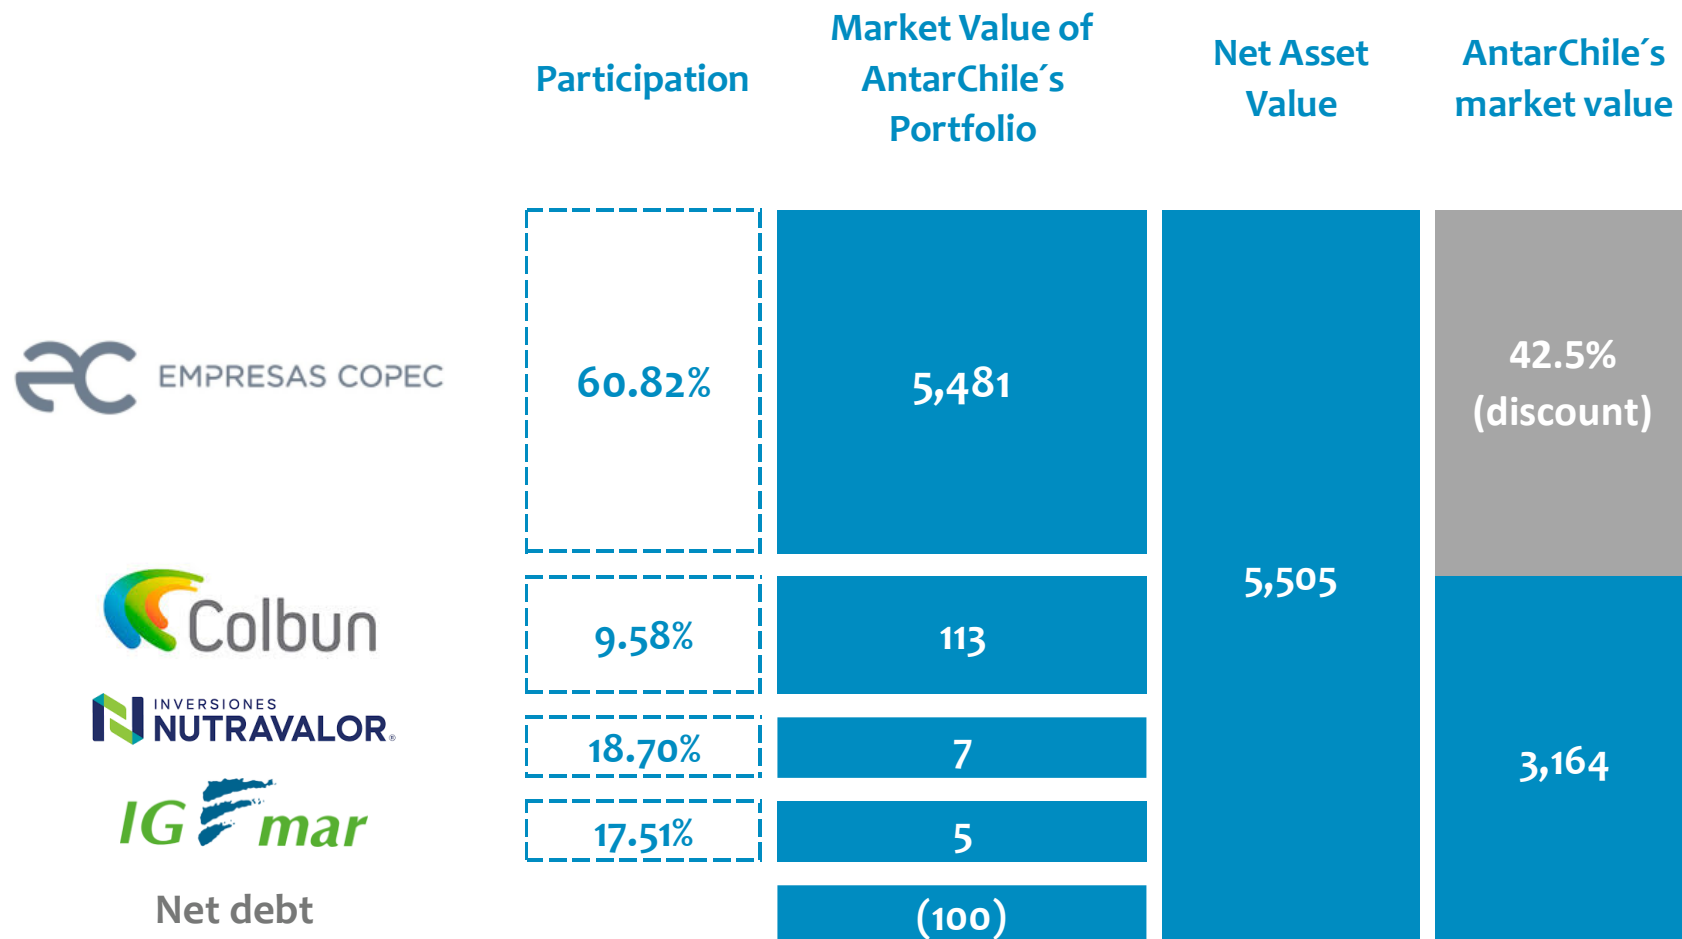 Market Value of
AntarChile´s
Portfolio
Participation
Net Asset
Value
AntarChile´s
market value
EMPRESAS COPEC
60.82%
5,481
42.5%
(discount)
5,505
Colbun
9.58%
113
INVERSIONES
NUTRAVALOR®
18.70%
7
3,164
IG mar
17.51%
5
Net debt
(100)